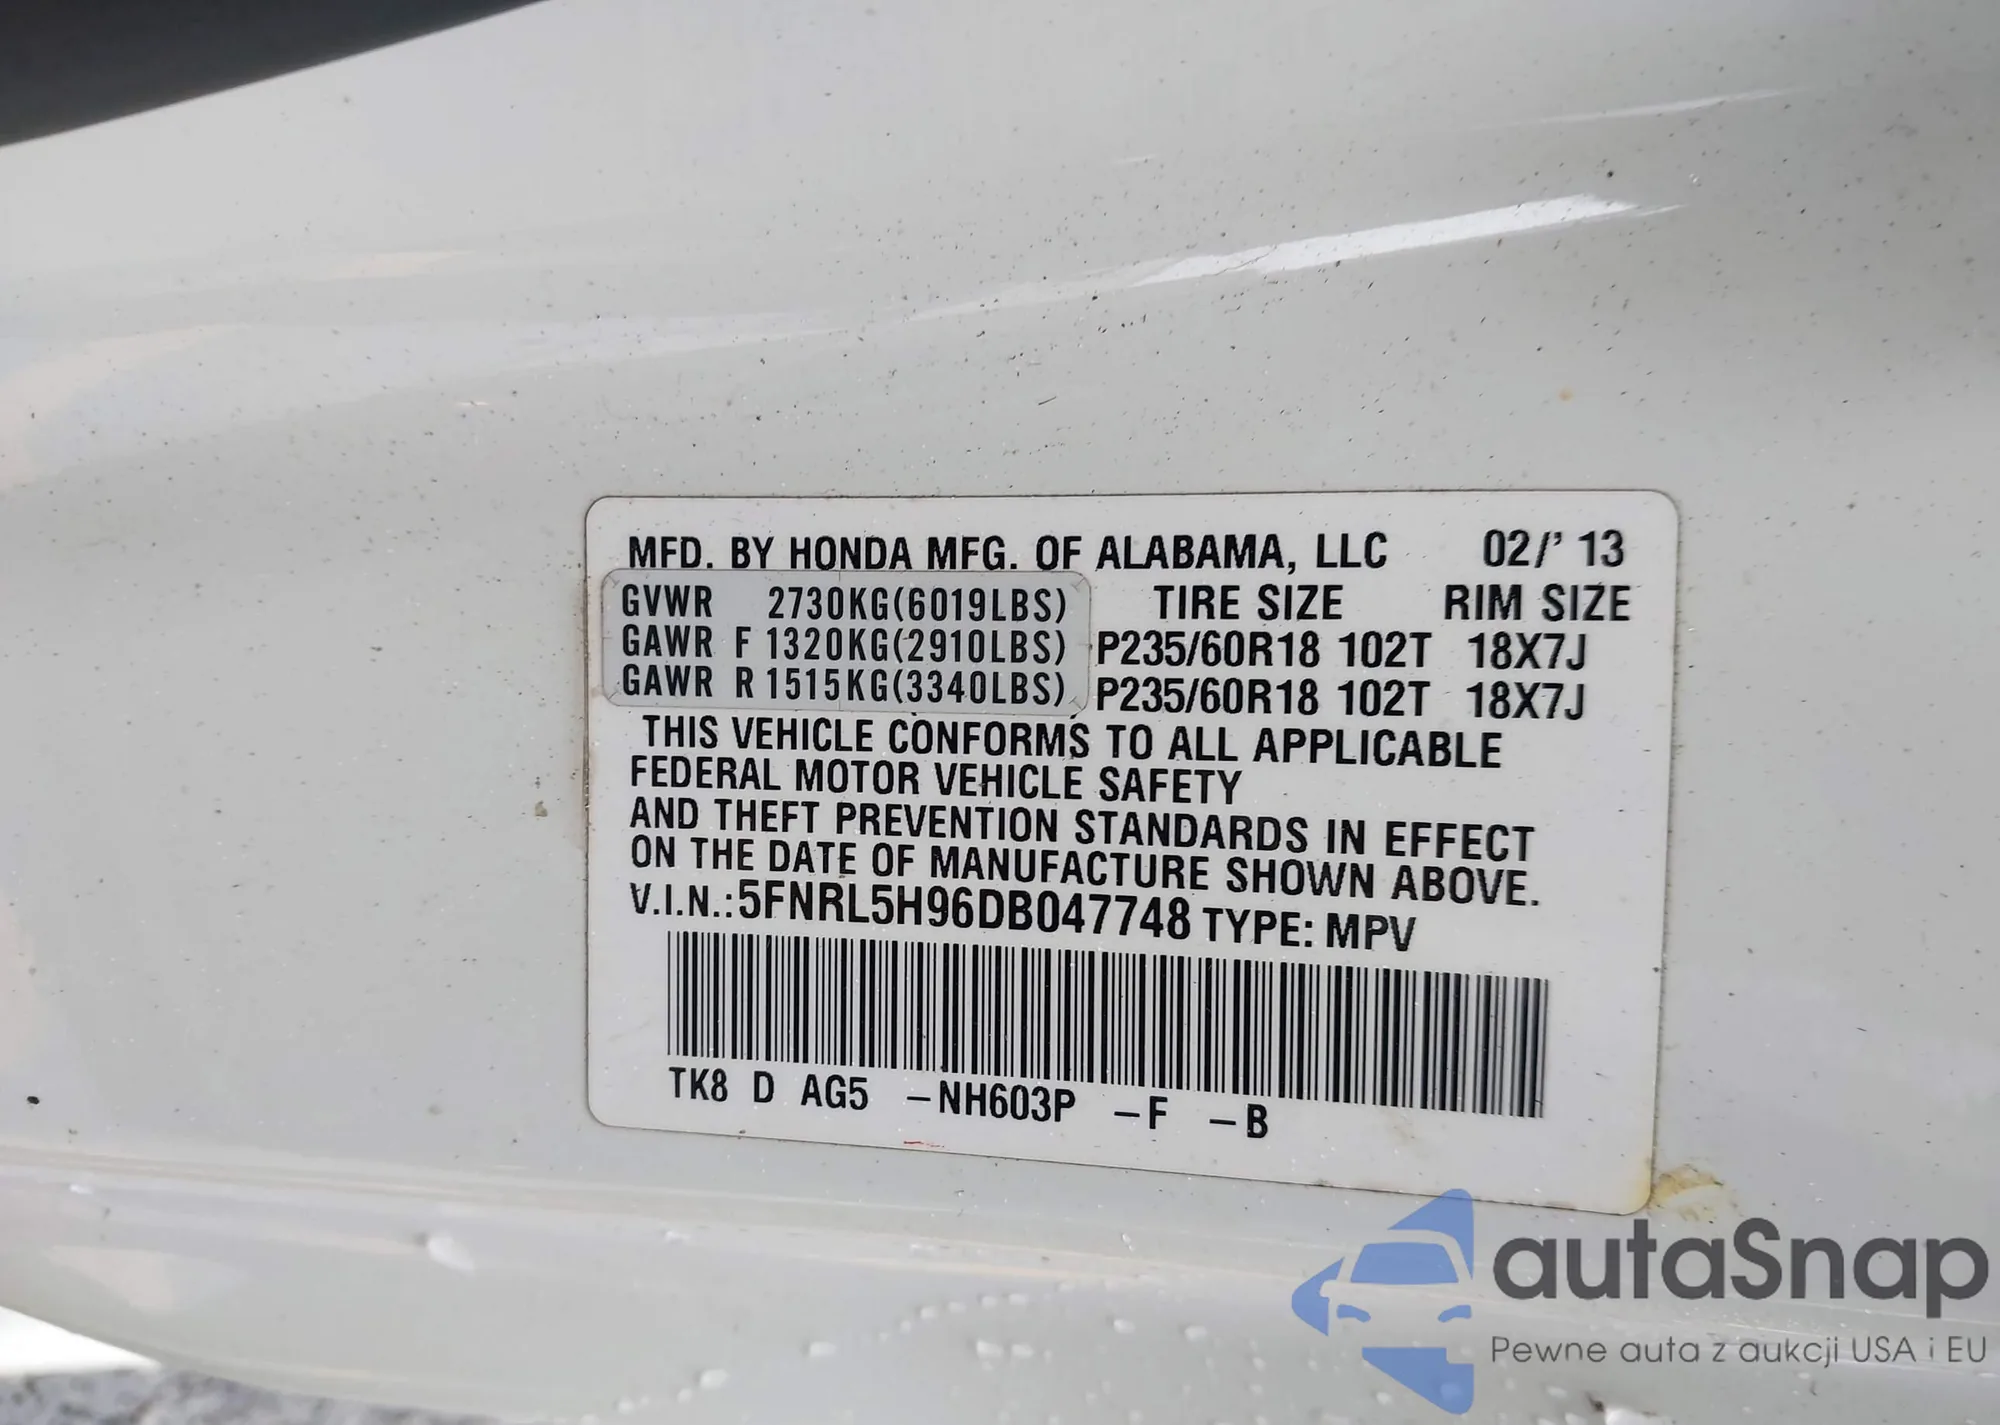 MFD. BY HONDA MFG. OF ALABAMA, LLC 02/' 13
GVWR 2730KG(6019LBS) TIRE SIZE RIM SIZE
GAWR F 1320KG(2910LBS) P235/60R18 102T 18X7J
GAWR R 1515KG(3340LBS) P235/60R18 102T 18X7J
THIS VEHICLE CONFORMS TO ALL APPLICABLE
FEDERAL MOTOR VEHICLE SAFETY
AND THEFT PREVENTION STANDARDS IN EFFECT
ON THE DATE OF MANUFACTURE SHOWN ABOVE.
V.I.N.:5FNRL5H96DB047748 TYPE: MPV
TK8 D AG5 –NH603P –F –B
autaSnap
Pewne auta z aukcji USA i EU